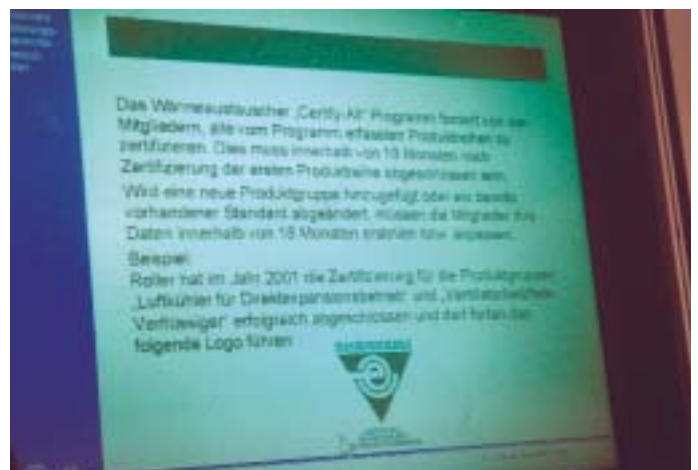 Das Wärmeaustauscher „Certify-All“ Programm fordert von den
Mitgliedern, alle vom Programm erfassten Produktreihen zu
zertifizieren. Dies muss innerhalb von 18 Monaten nach
Zertifizierung der ersten Produktreihe abgeschlossen sein.
Wird eine neue Produktgruppe hinzugefügt oder ein bereits
vorhandener Standard abgeändert, müssen die Mitglieder ihre
Daten innerhalb von 18 Monaten erstellen bzw. anpassen.
Beispiel:
Roller hat im Jahr 2001 die Zertifizierung für die Produktgruppen
„Luftkühler für Direktexpansionsbetrieb“ und „Ventilatorbelüftete
Verflüssiger“ erfolgreich abgeschlossen und darf fortan das
folgende Logo führen: